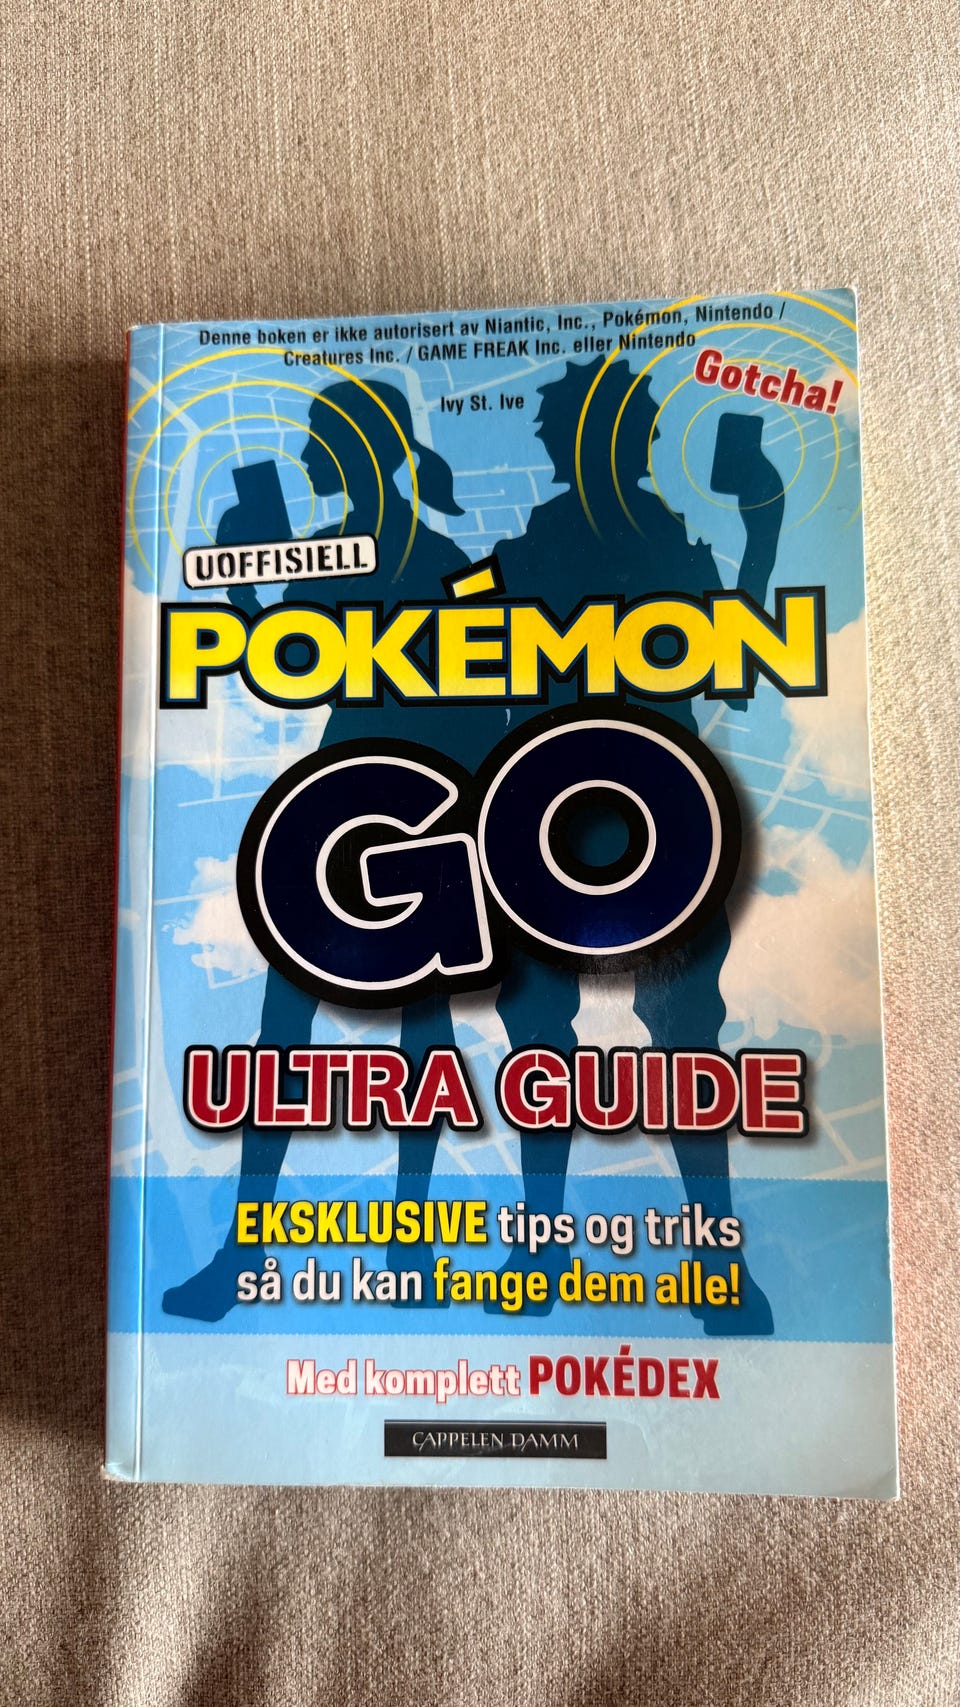 Denne boken er ikke autorisert av Niantic, Inc., Pokémon, Nintendo /
Creatures Inc. / GAME FREAK Inc. eller Nintendo
Gotcha!
Ivy St. Ive
UOFFISIELL
POKÉMON
GO
ULTRA GUIDE
EKSKLUSIVE tips og triks
så du kan fange dem alle!
Med komplett POKÉDEX
CAPPELEN DAMM